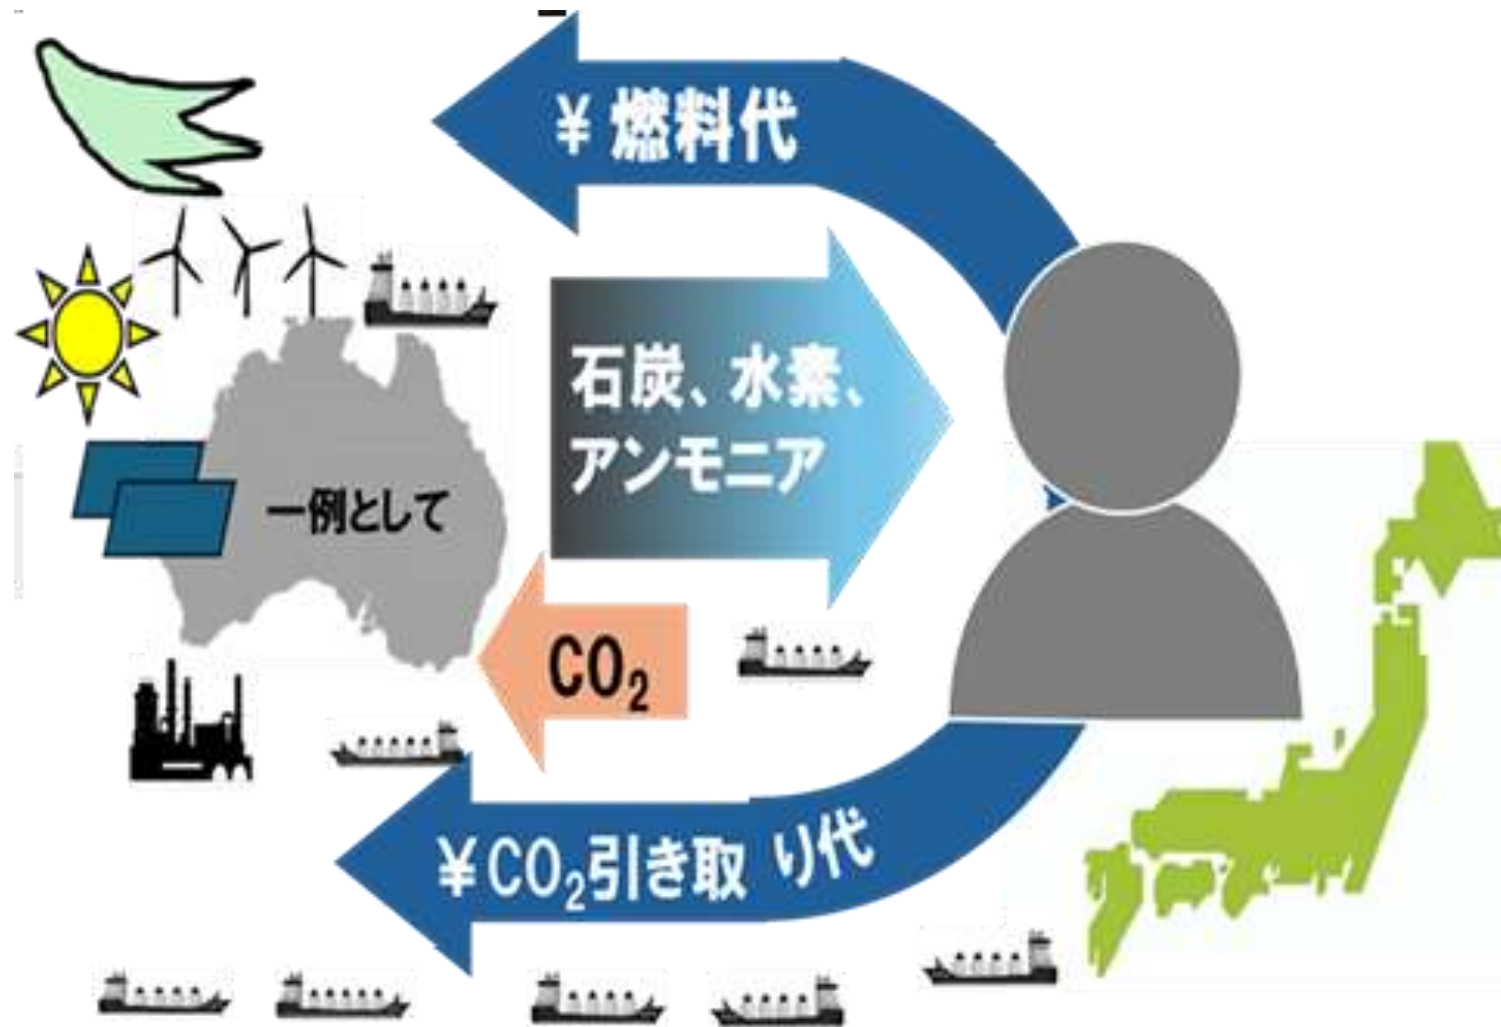 ¥ 燃料代
石炭、水素、
アンモニア
一例として
CO₂
¥CO₂引き取り代